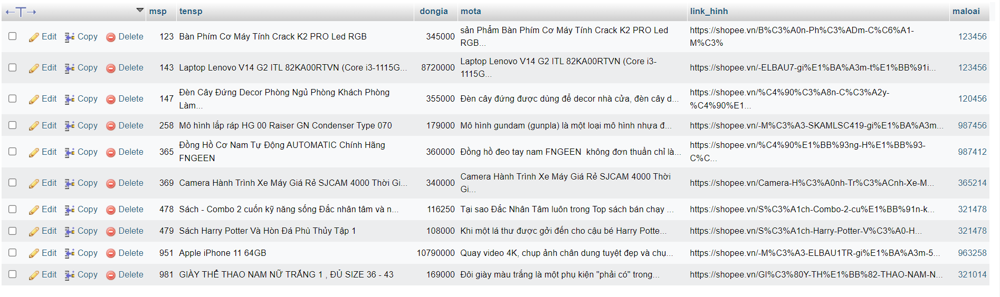 msp tensp dongia mota link_hinh maloai
Edit Copy Delete 123 Bàn Phím Cơ Máy Tính Crack K2 PRO Led RGB 345000 sản Phẩm Bàn Phím Cơ Máy Tính Crack K2 PRO Led RGB... https://shopee.vn/B%C3%A0n-Ph%C3%ADm-C%C6%A1-M%C3% 123456
Edit Copy Delete 143 Laptop Lenovo V14 G2 ITL 82KA00RTVN (Core i3-1115G... 8720000 Laptop Lenovo V14 G2 ITL 82KA00RTVN (Core i3-1115G... https://shopee.vn/-ELBAU7-gi%E1%BA%A3m-t%E1%BB%91i... 123456
Edit Copy Delete 147 Đèn Cây Đứng Decor Phòng Ngủ Phòng Khách Phòng Làm... 355000 Đèn cây đứng được dùng để decor nhà cửa, đèn cây d... https://shopee.vn/%C4%90%C3%A8n-C%C3%A2y-%C4%90%E1... 120456
Edit Copy Delete 258 Mô hình lắp ráp HG 00 Raiser GN Condenser Type 070 179000 Mô hình gundam (gunpla) là một loại mô hình nhựa đ... https://shopee.vn/-M%C3%A3-SKAMLSC419-gi%E1%BA%A3m... 987456
Edit Copy Delete 365 Đồng Hồ Cơ Nam Tự Động AUTOMATIC Chính Hãng FNGEEN 360000 Đồng hồ đeo tay nam FNGEEN  không đơn thuần chỉ là... https://shopee.vn/%C4%90%E1%BB%93ng-H%E1%BB%93-C%C... 987412
Edit Copy Delete 369 Camera Hành Trình Xe Máy Giá Rẻ SJCAM 4000 Thời Gi... 340000 Camera Hành Trình Xe Máy Giá Rẻ SJCAM 4000 Thời Gi... https://shopee.vn/Camera-H%C3%A0nh-Tr%C3%ACnh-Xe-M... 365214
Edit Copy Delete 478 Sách - Combo 2 cuốn kỹ năng sống Đắc nhân tâm và n... 116250 Tại sao Đắc Nhân Tâm luôn trong Top sách bán chạy ... https://shopee.vn/S%C3%A1ch-Combo-2-cu%E1%BB%91n-k... 321478
Edit Copy Delete 479 Sách Harry Potter Và Hòn Đá Phù Thủy Tập 1 108000 Khi một lá thư được gởi đến cho cậu bé Harry Potte... https://shopee.vn/S%C3%A1ch-Harry-Potter-V%C3%A0-H... 321478
Edit Copy Delete 951 Apple iPhone 11 64GB 10790000 Quay video 4K, chụp ảnh chân dung tuyệt đẹp và chụ... https://shopee.vn/-M%C3%A3-ELBAU1TR-gi%E1%BA%A3m-5... 963258
Edit Copy Delete 981 GIÀY THỂ THAO NAM NỮ TRẮNG 1 , ĐỦ SIZE 36 - 43 169000 Đôi giày màu trắng là một phụ kiện "phải có" trong... https://shopee.vn/GI%C3%80Y-TH%E1%BB%82-THAO-NAM-N... 321014